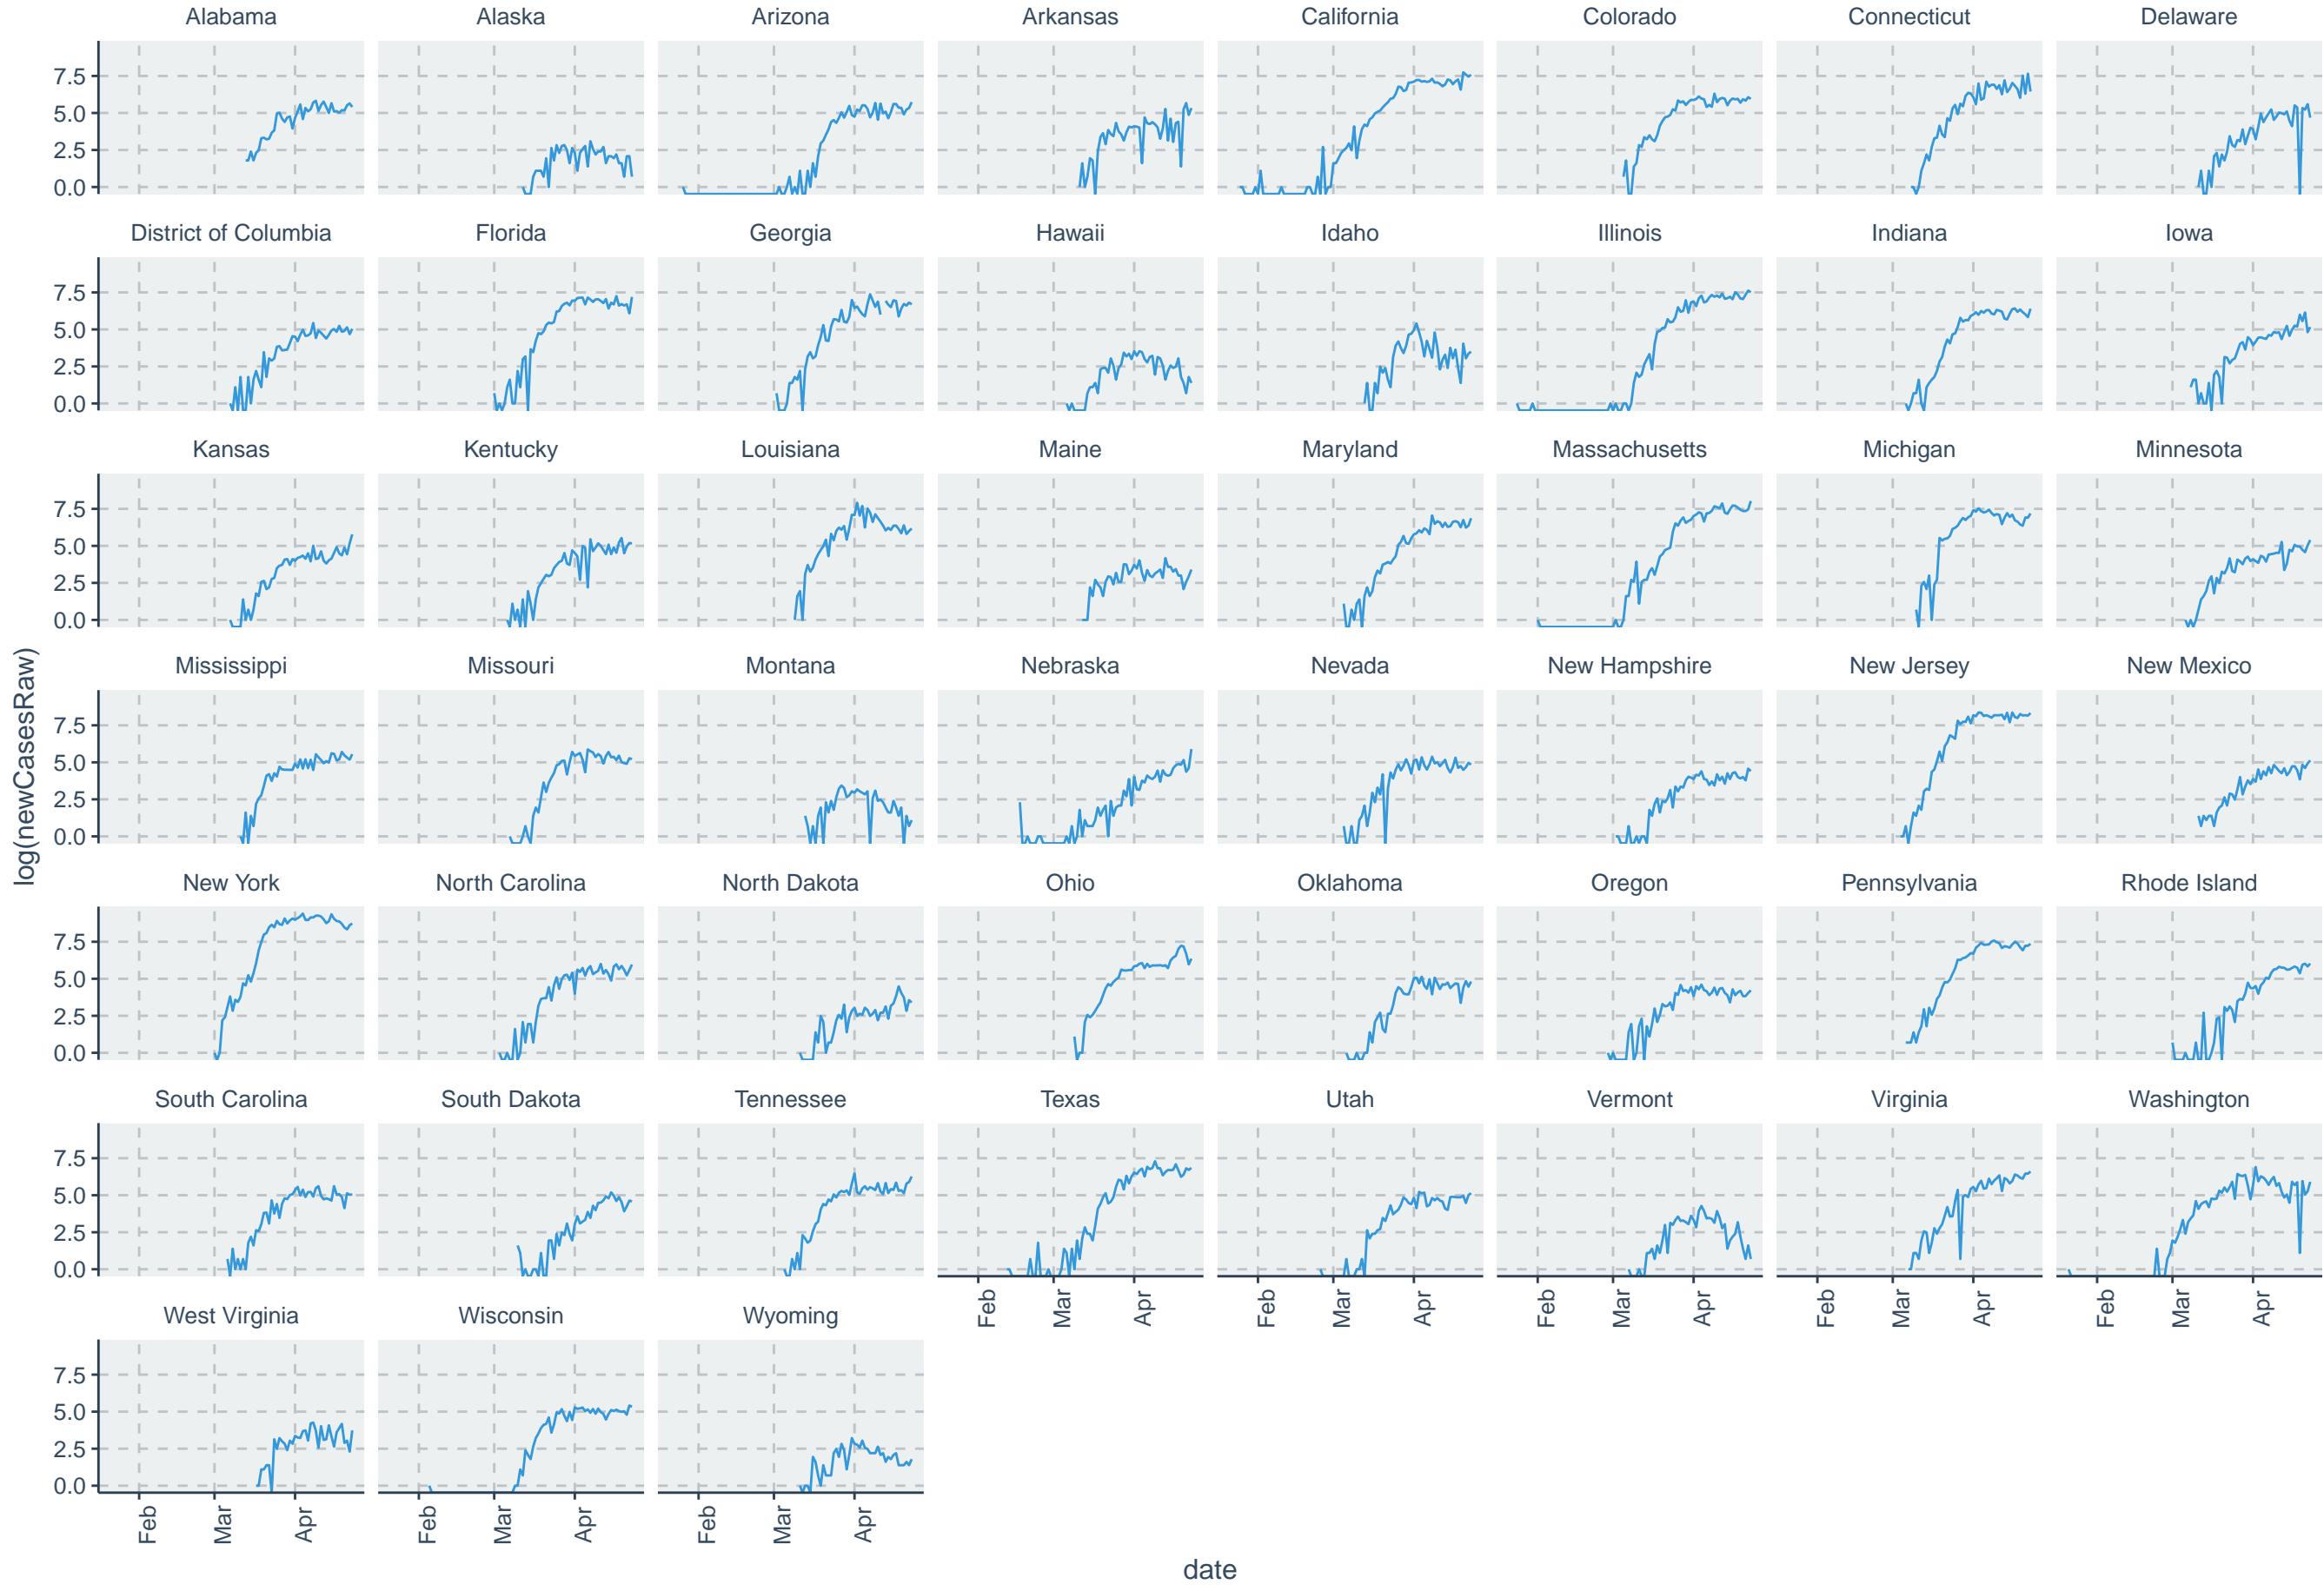 Alabama Alaska Arizona Arkansas California Colorado Connecticut Delaware
7.5
5.0
2.5
0.0
District of Columbia Florida Georgia Hawaii Idaho Illinois Indiana Iowa
7.5
5.0
2.5
0.0
Kansas Kentucky Louisiana Maine Maryland Massachusetts Michigan Minnesota
7.5
5.0
2.5
0.0
log(newCasesRaw)
Mississippi Missouri Montana Nebraska Nevada New Hampshire New Jersey New Mexico
7.5
5.0
2.5
0.0
New York North Carolina North Dakota Ohio Oklahoma Oregon Pennsylvania Rhode Island
7.5
5.0
2.5
0.0
South Carolina South Dakota Tennessee Texas Utah Vermont Virginia Washington
7.5
5.0
2.5
0.0
Feb Mar Apr Feb Mar Apr Feb Mar Apr Feb Mar Apr Feb Mar Apr
West Virginia Wisconsin Wyoming
7.5
5.0
2.5
0.0
Feb Mar Apr Feb Mar Apr Feb Mar Apr
date